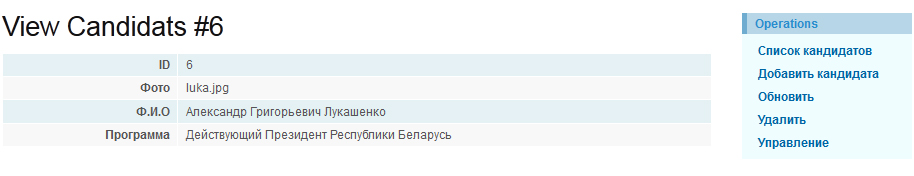 View Candidats #6
ID 6
Фото luka.jpg
Ф.И.О Александр Григорьевич Лукашенко
Программа Действующий Президент Республики Беларусь
Operations
Список кандидатов
Добавить кандидата
Обновить
Удалить
Управление